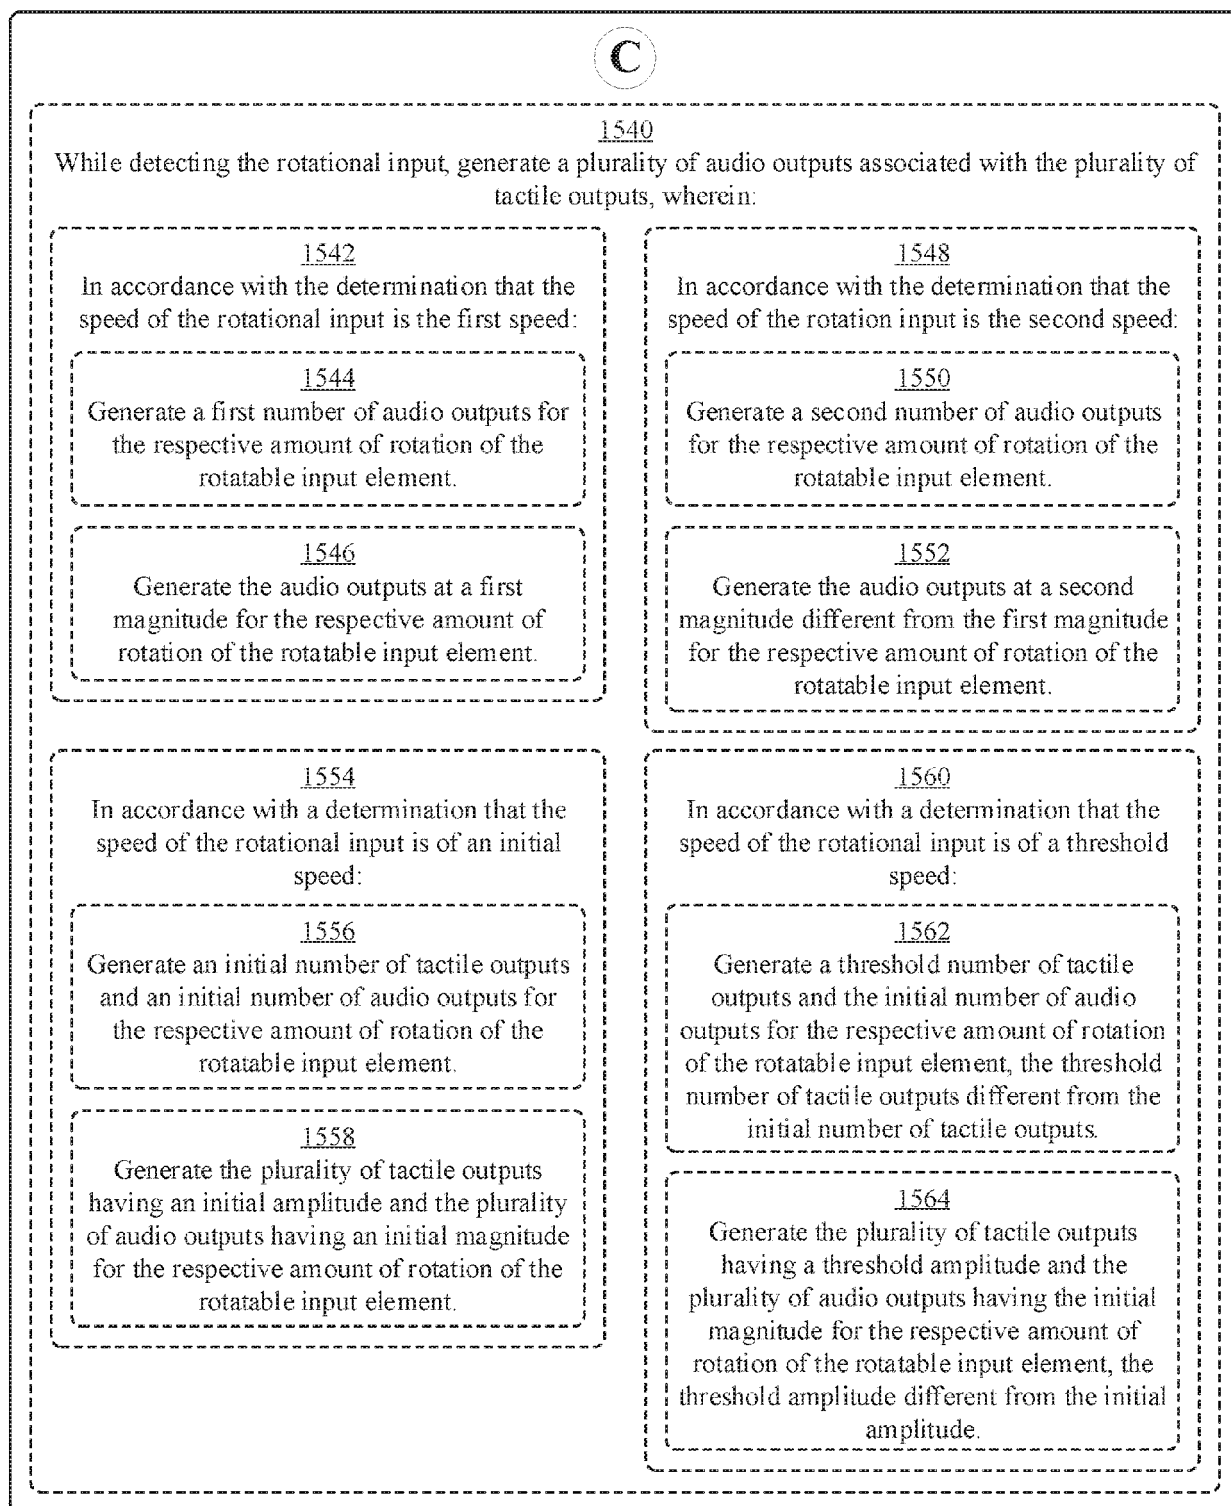 C
1540
While detecting the rotational input, generate a plurality of audio outputs associated with the plurality of
tactile outputs, wherein:
1542
In accordance with the determination that the
speed of the rotational input is the first speed:
1544
Generate a first number of audio outputs for
the respective amount of rotation of the
rotatable input element.
1546
Generate the audio outputs at a first
magnitude for the respective amount of
rotation of the rotatable input element.
1548
In accordance with the determination that the
speed of the rotation input is the second speed:
1550
Generate a second number of audio outputs
for the respective amount of rotation of the
rotatable input element.
1552
Generate the audio outputs at a second
magnitude different from the first magnitude
for the respective amount of rotation of the
rotatable input element.
1554
In accordance with a determination that the
speed of the rotational input is of an initial
speed:
1556
Generate an initial number of tactile outputs
and an initial number of audio outputs for
the respective amount of rotation of the
rotatable input element.
1558
Generate the plurality of tactile outputs
having an initial amplitude and the plurality
of audio outputs having an initial magnitude
for the respective amount of rotation of the
rotatable input element.
1560
In accordance with a determination that the
speed of the rotational input is of a threshold
speed:
1562
Generate a threshold number of tactile
outputs and the initial number of audio
outputs for the respective amount of rotation
of the rotatable input element, the threshold
number of tactile outputs different from the
initial number of tactile outputs.
1564
Generate the plurality of tactile outputs
having a threshold amplitude and the
plurality of audio outputs having the initial
magnitude for the respective amount of
rotation of the rotatable input element, the
threshold amplitude different from the initial
amplitude.